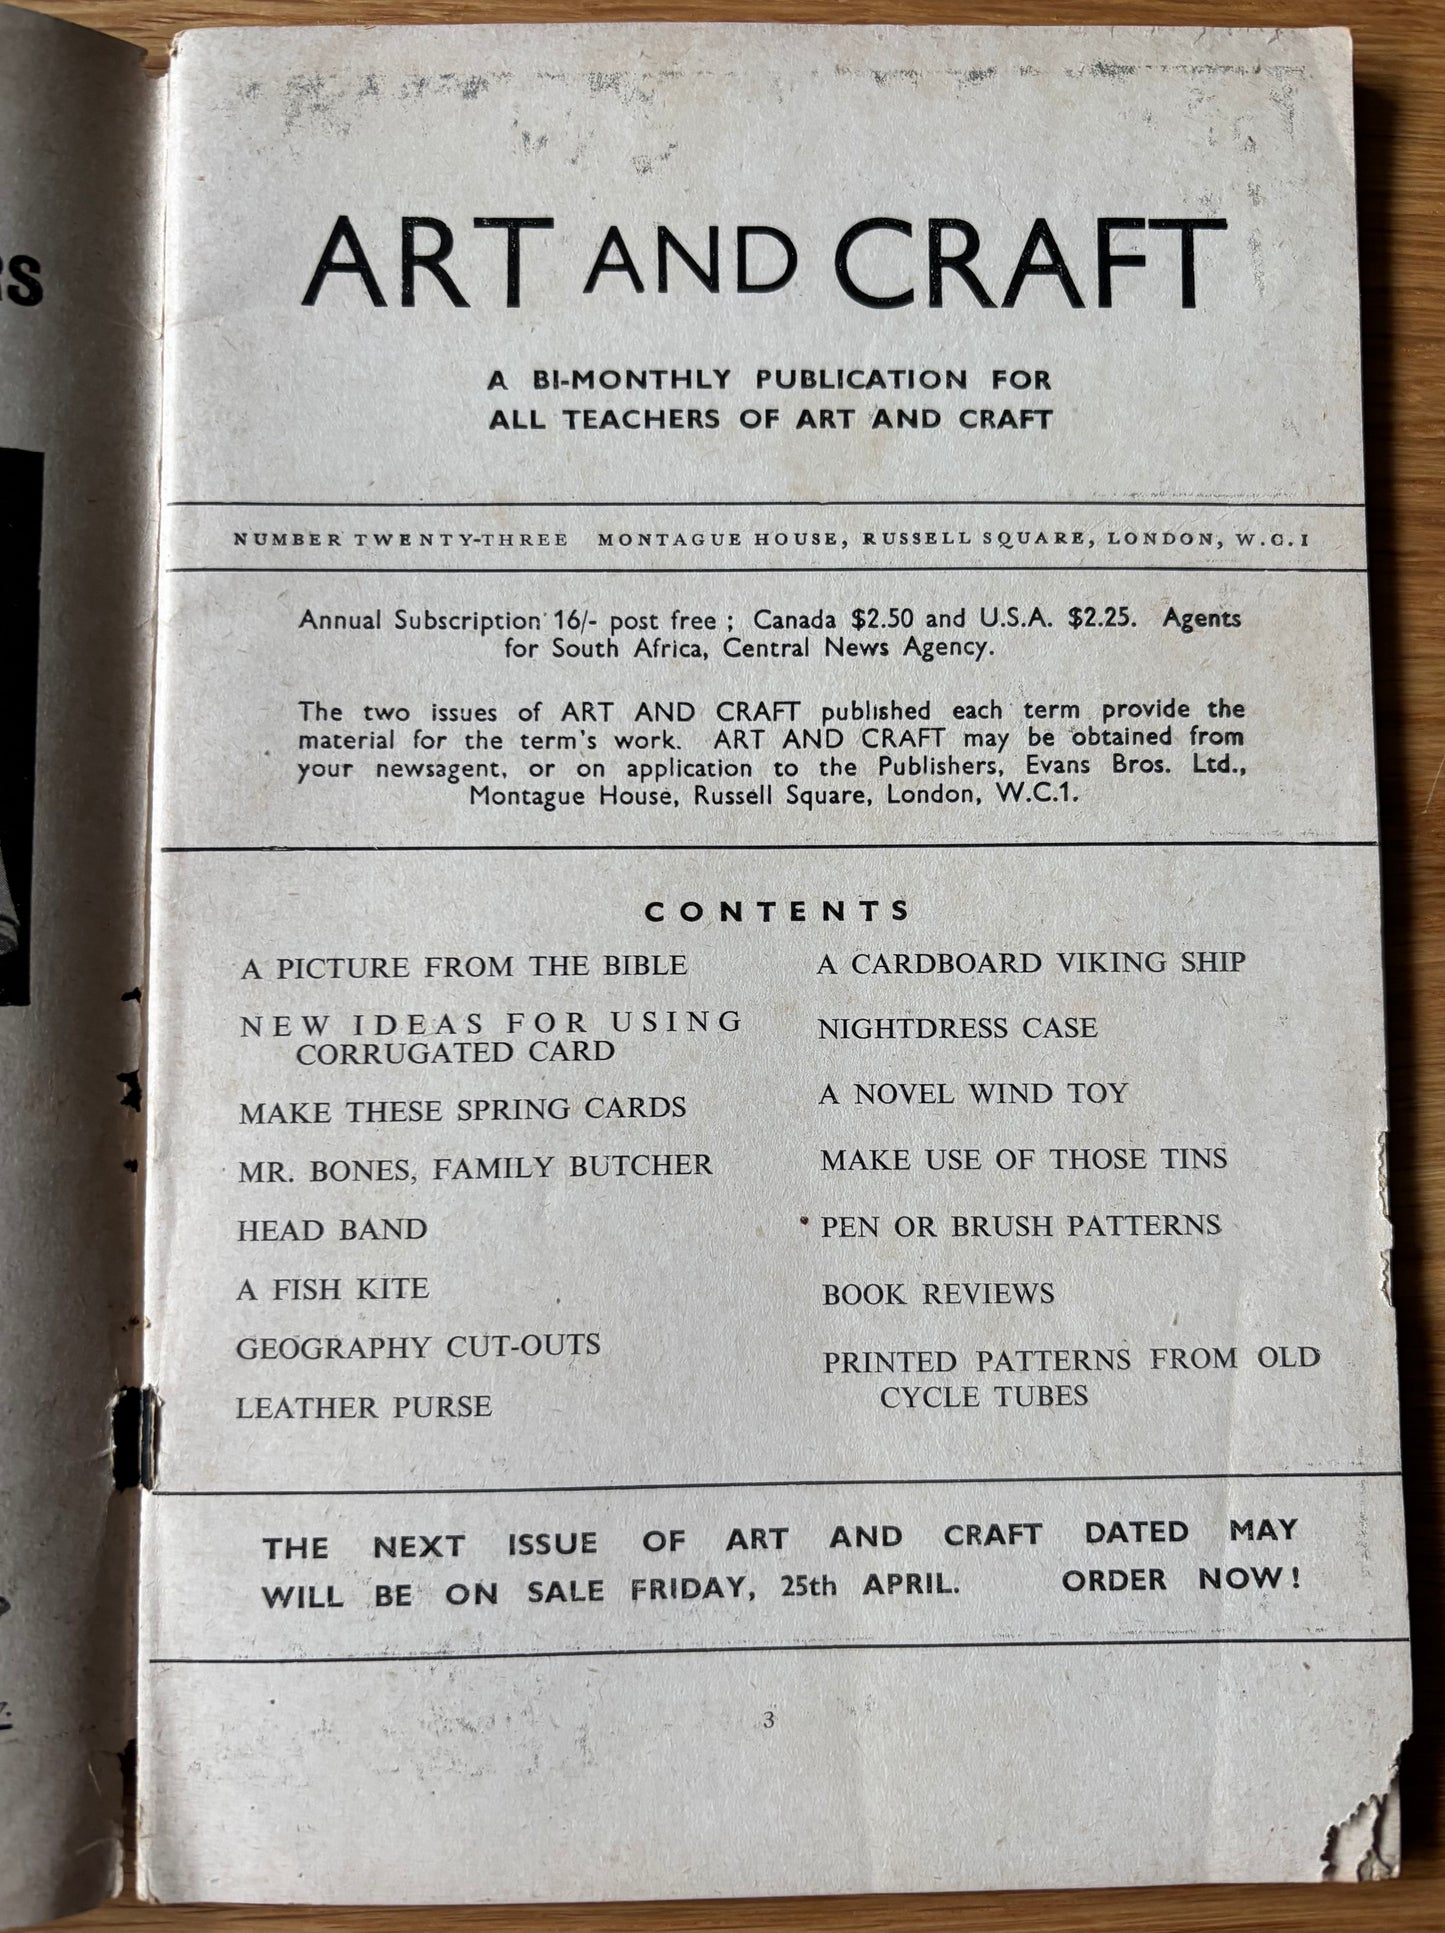 RS
ART AND CRAFT
A BI-MONTHLY PUBLICATION FOR
ALL TEACHERS OF ART AND CRAFT
NUMBER TWENTY-THREE MONTAGUE HOUSE, RUSSELL SQUARE, LONDON, W.C.1
Annual Subscription 16/- post free ; Canada $2.50 and U.S.A. $2.25. Agents
for South Africa, Central News Agency.
The two issues of ART AND CRAFT published each term provide the
material for the term's work. ART AND CRAFT may be obtained from
your newsagent, or on application to the Publishers, Evans Bros. Ltd.,
Montague House, Russell Square, London, W.C.1.
CONTENTS
A PICTURE FROM THE BIBLE
NEW IDEAS FOR USING
CORRUGATED CARD
MAKE THESE SPRING CARDS
MR. BONES, FAMILY BUTCHER
HEAD BAND
A FISH KITE
GEOGRAPHY CUT-OUTS
LEATHER PURSE
A CARDBOARD VIKING SHIP
NIGHTDRESS CASE
A NOVEL WIND TOY
MAKE USE OF THOSE TINS
PEN OR BRUSH PATTERNS
BOOK REVIEWS
PRINTED PATTERNS FROM OLD
CYCLE TUBES
THE NEXT ISSUE OF ART AND CRAFT DATED MAY
WILL BE ON SALE FRIDAY, 25th APRIL. ORDER NOW!
3